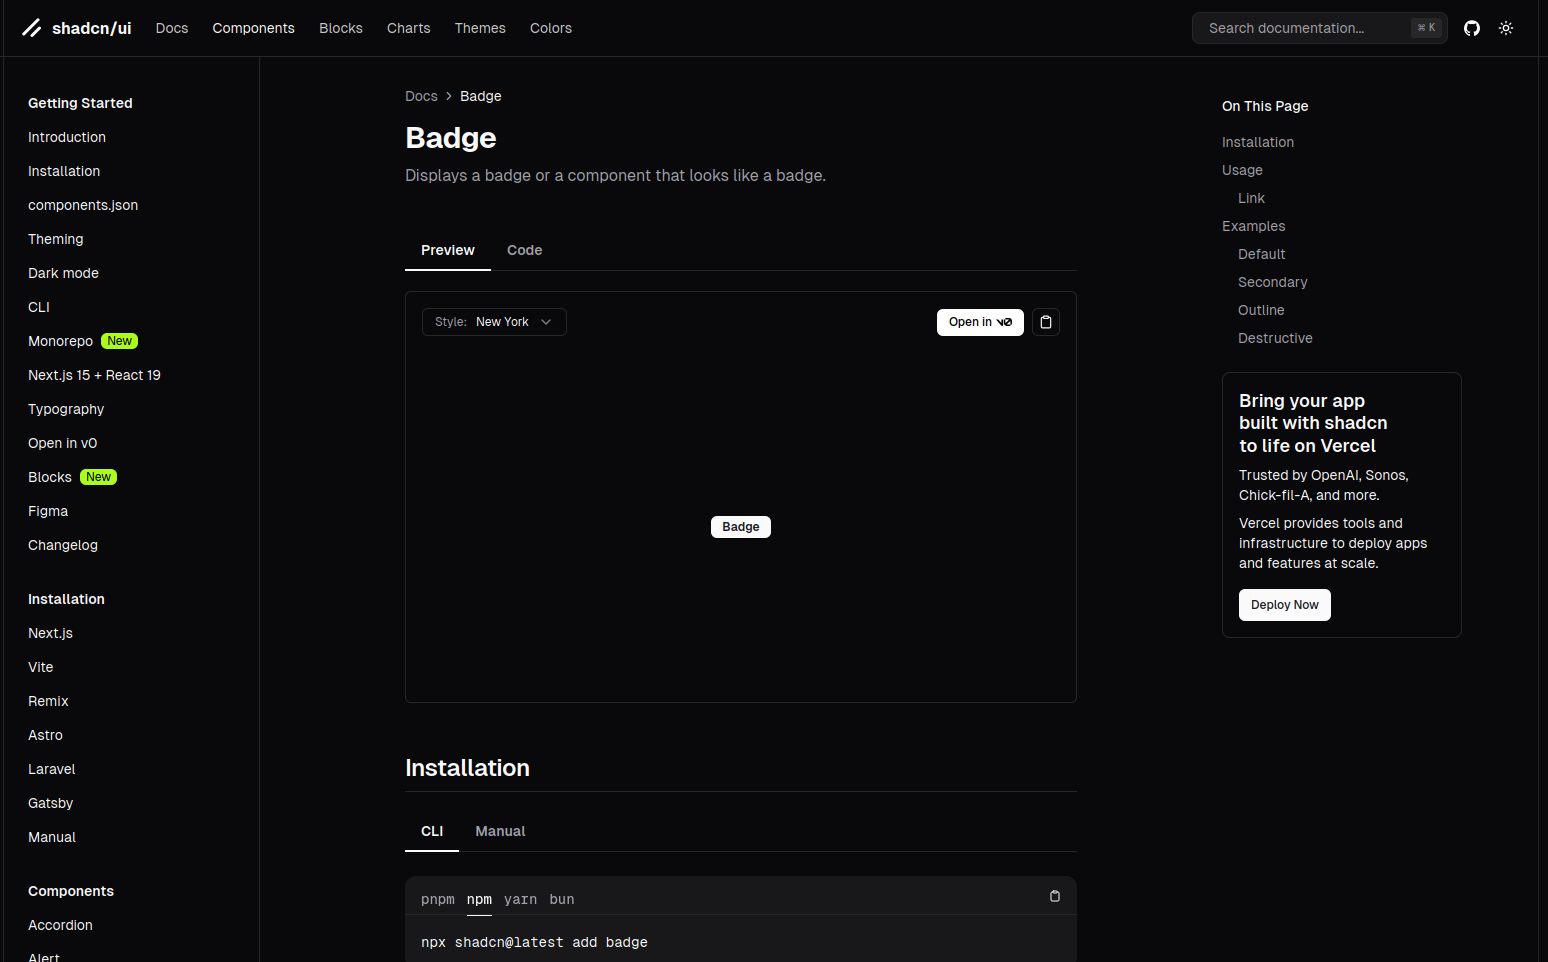 shadcn/ui Docs Components Blocks Charts Themes Colors Search documentation... ⌘ K
Getting Started
Introduction
Installation
components.json
Theming
Dark mode
CLI
Monorepo New
Next.js 15 + React 19
Typography
Open in v0
Blocks New
Figma
Changelog
Installation
Next.js
Vite
Remix
Astro
Laravel
Gatsby
Manual
Components
Accordion
Alert
Docs Badge
Badge
Displays a badge or a component that looks like a badge.
Preview Code
Style: New York Open in v0
Badge
Installation
CLI Manual
pnpm npm yarn bun
npx shadcn@latest add badge
On This Page
Installation
Usage
Link
Examples
Default
Secondary
Outline
Destructive
Bring your app
built with shadcn
to life on Vercel
Trusted by OpenAI, Sonos,
Chick-fil-A, and more.
Vercel provides tools and
infrastructure to deploy apps
and features at scale.
Deploy Now